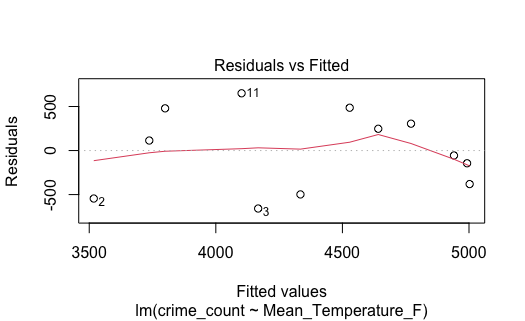 Residuals vs Fitted
Residuals
500
0
-500
11
2
3
3500 4000 4500 5000
Fitted values
lm(crime_count ~ Mean_Temperature_F)